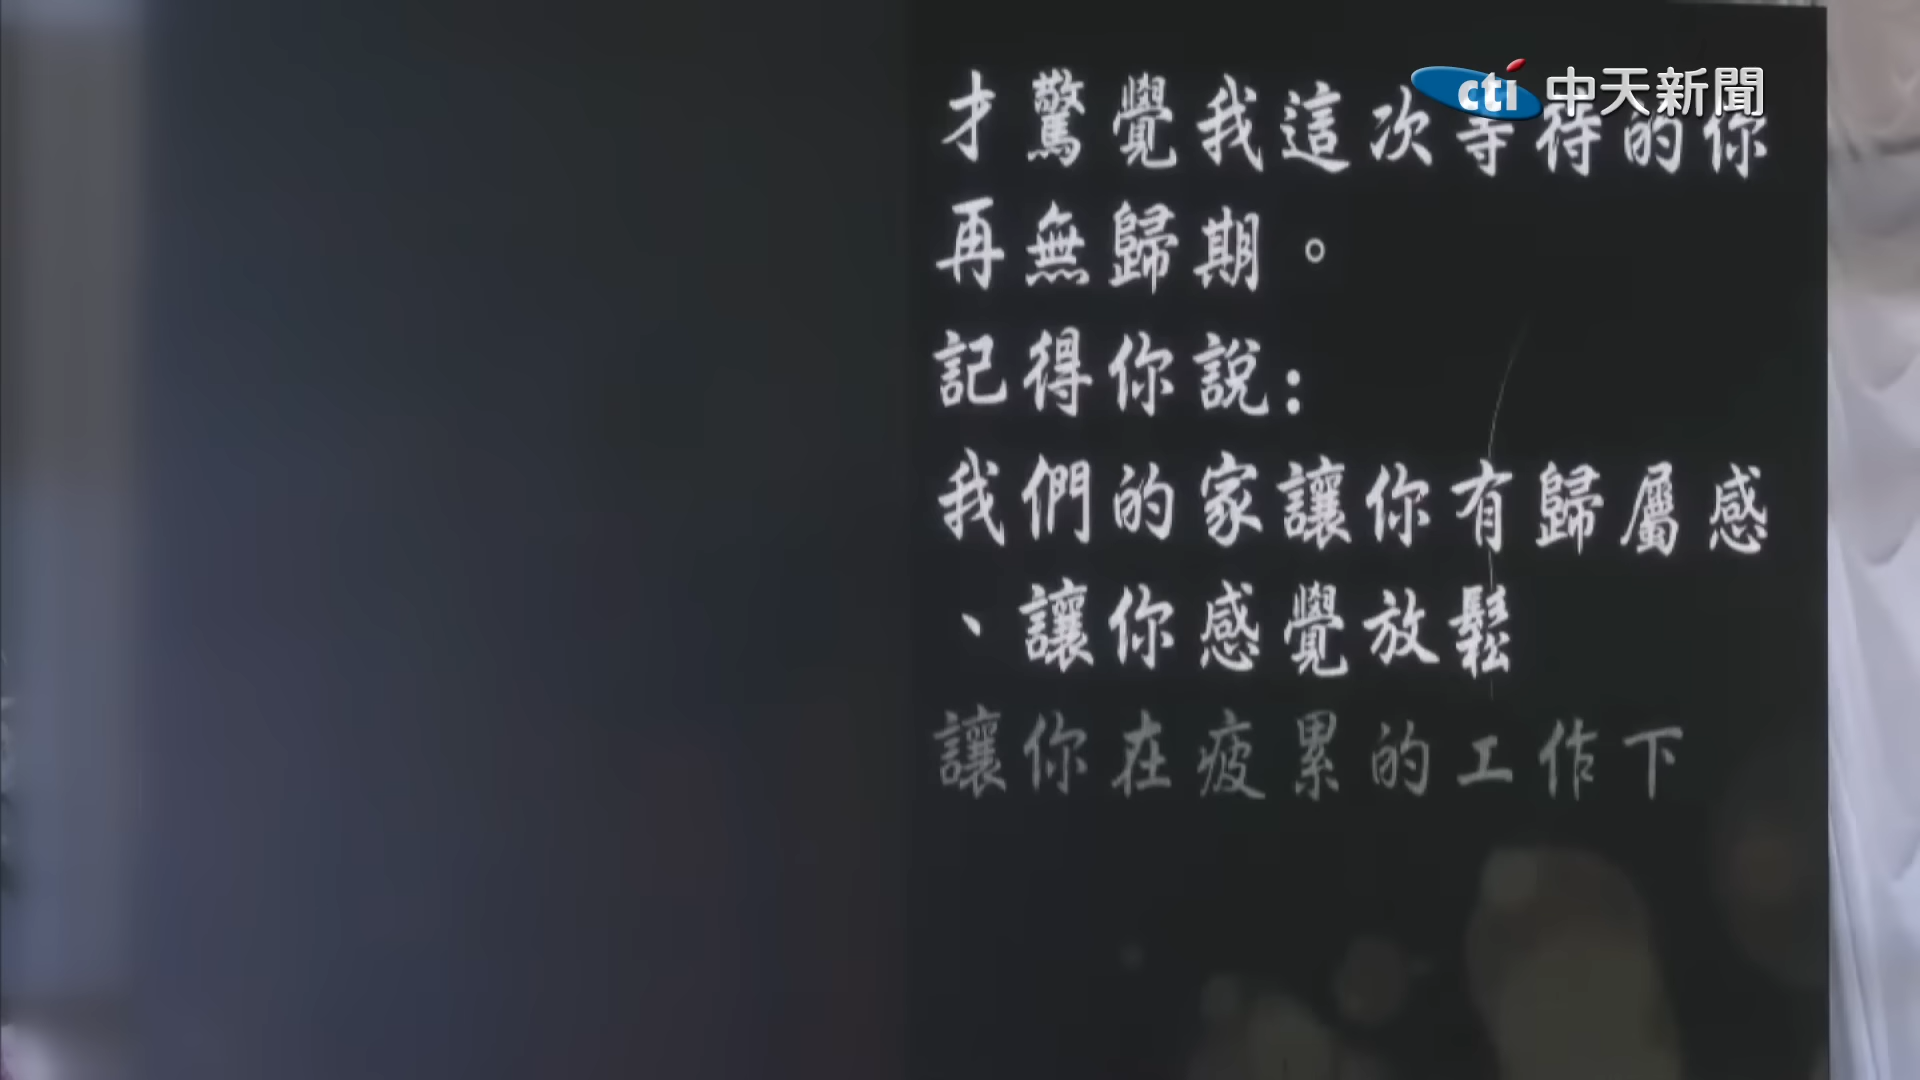 cti 中天新聞
才驚覺我這次等待的你
再無歸期。
記得你說:
我們的家讓你有歸屬感
、讓你感覺放鬆
讓你在疲累的工作下